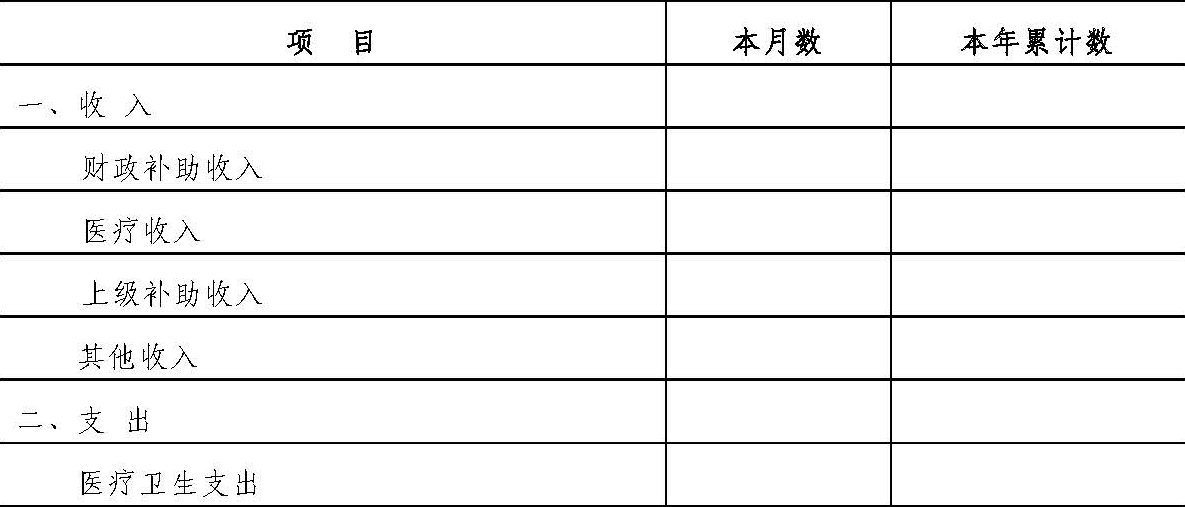 项 目 本月数 本年累计数
一、收 入
财政补助收入
医疗收入
上级补助收入
其他收入
二、支 出
医疗卫生支出